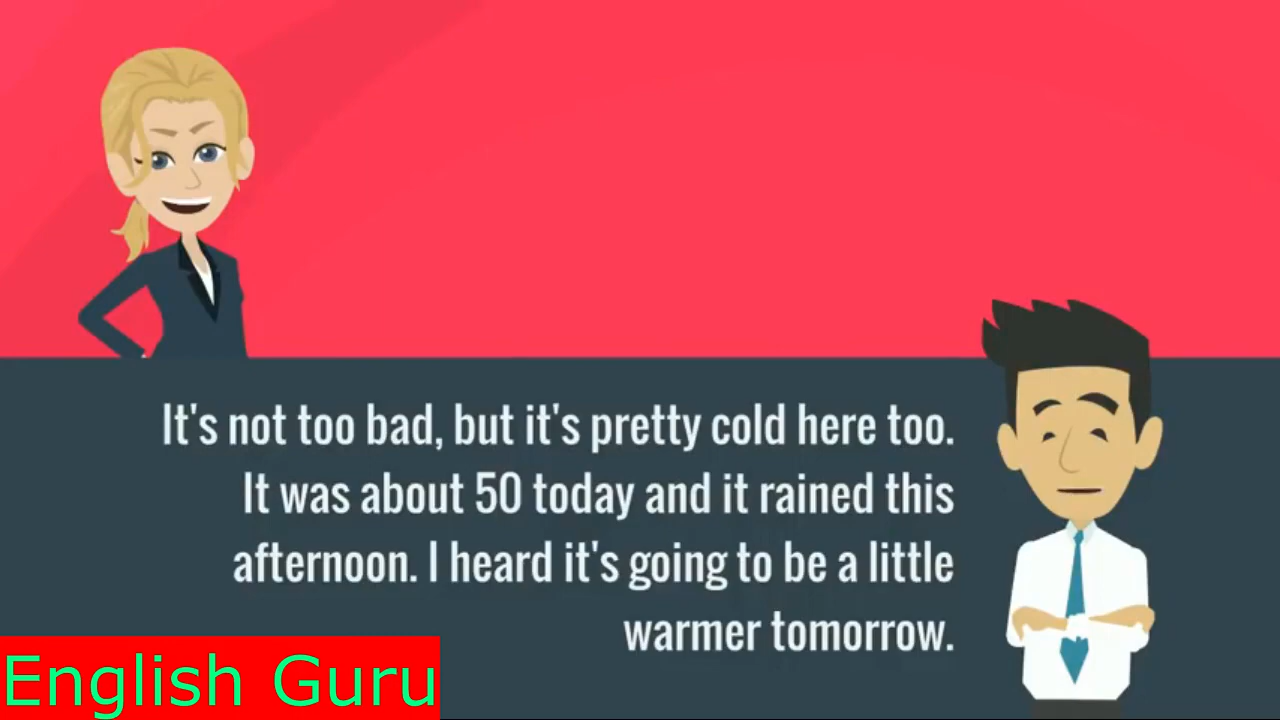 It's not too bad, but it's pretty cold here too.
It was about 50 today and it rained this
afternoon. I heard it's going to be a little
warmer tomorrow.
English Guru